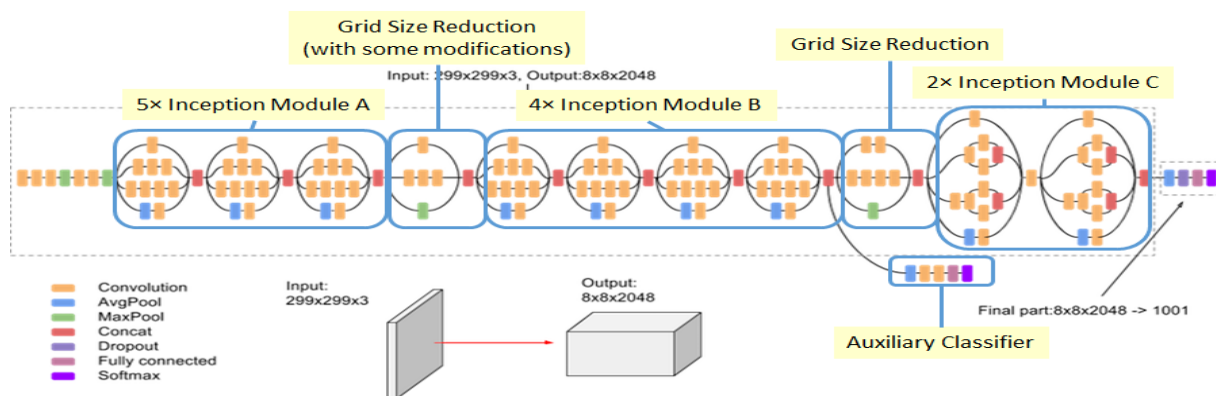 Grid Size Reduction
(with some modifications)
Grid Size Reduction
Input: 299x299x3, Output:8x8x2048
2× Inception Module C
5× Inception Module A
4× Inception Module B
Convolution
AvgPool
MaxPool
Concat
Dropout
Fully connected
Softmax
Input:
299x299x3
Output:
8x8x2048
Final part:8x8x2048 -> 1001
Auxiliary Classifier